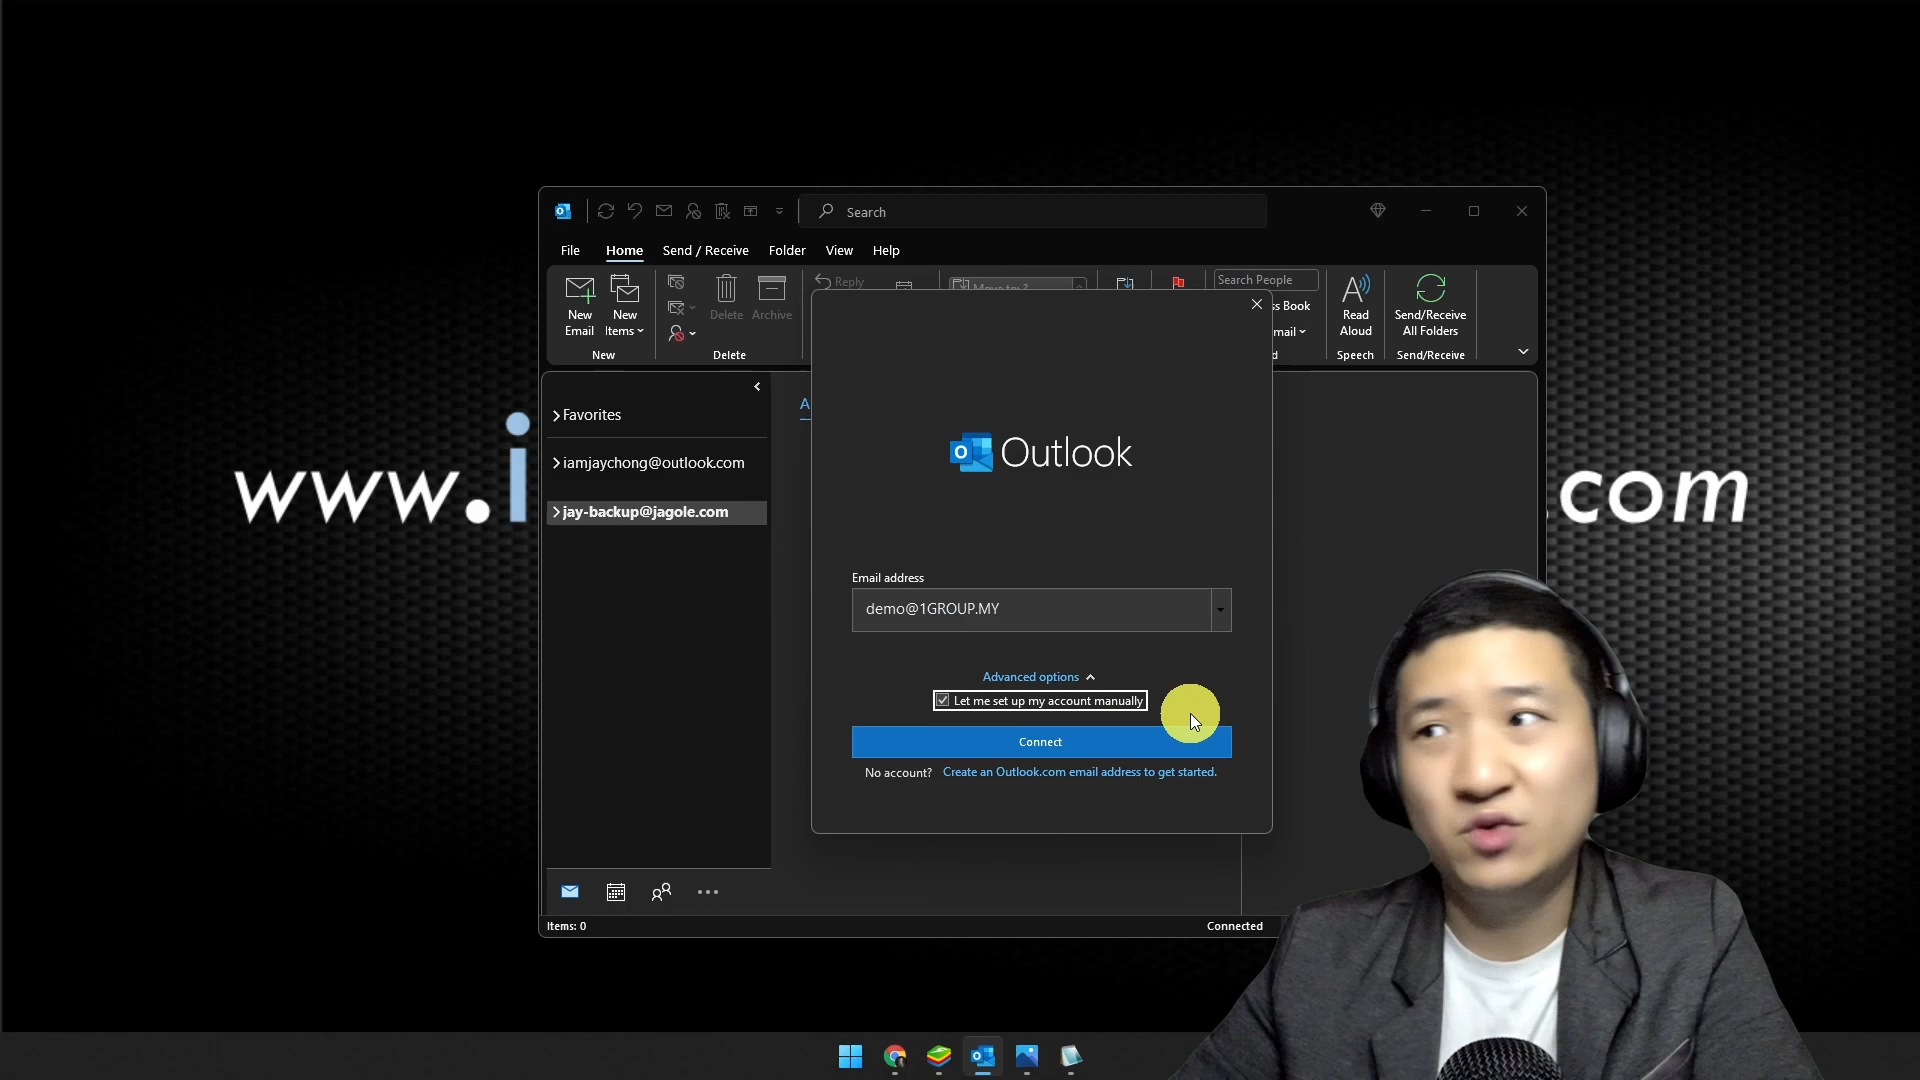 www.i
.com
Search
File Home Send / Receive Folder View Help
New Email
New Items
New
Delete
Archive
Delete
Reply
Move to: ?
Search People
Read Aloud
Speech
Send/Receive All Folders
Send/Receive
Favorites
iamjaychong@outlook.com
jay-backup@jagole.com
Outlook
Email address
demo@1GROUP.MY
Advanced options
Let me set up my account manually
Connect
No account? Create an Outlook.com email address to get started.
Items: 0
Connected